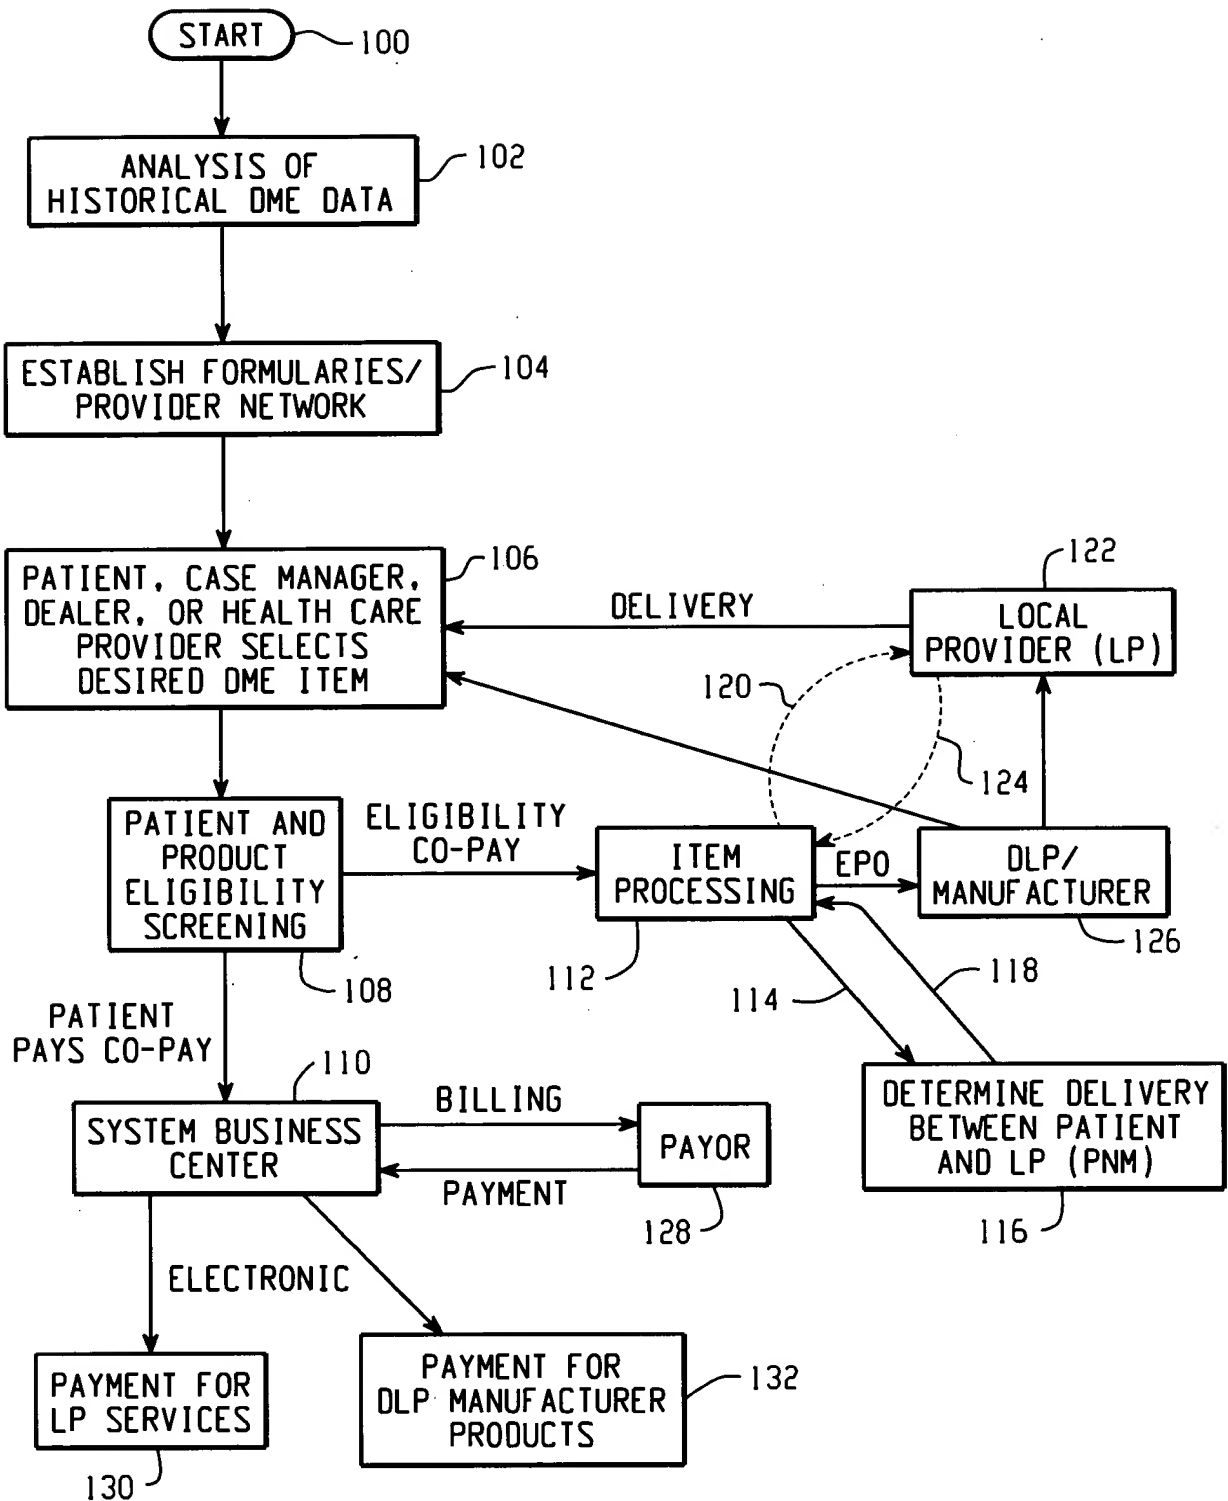 START
100
ANALYSIS OF
HISTORICAL DME DATA
102
ESTABLISH FORMULARIES/
PROVIDER NETWORK
104
PATIENT, CASE MANAGER,
DEALER, OR HEALTH CARE
PROVIDER SELECTS
DESIRED DME ITEM
106
DELIVERY
LOCAL
PROVIDER (LP)
122
120
124
PATIENT AND
PRODUCT
ELIGIBILITY
SCREENING
108
ELIGIBILITY
CO-PAY
ITEM
PROCESSING
112
EPO
DLP/
MANUFACTURER
126
114
118
PATIENT
PAYS CO-PAY
DETERMINE DELIVERY
BETWEEN PATIENT
AND LP (PNM)
116
SYSTEM BUSINESS
CENTER
110
BILLING
PAYMENT
PAYOR
128
ELECTRONIC
PAYMENT FOR
LP SERVICES
130
PAYMENT FOR
DLP MANUFACTURER
PRODUCTS
132